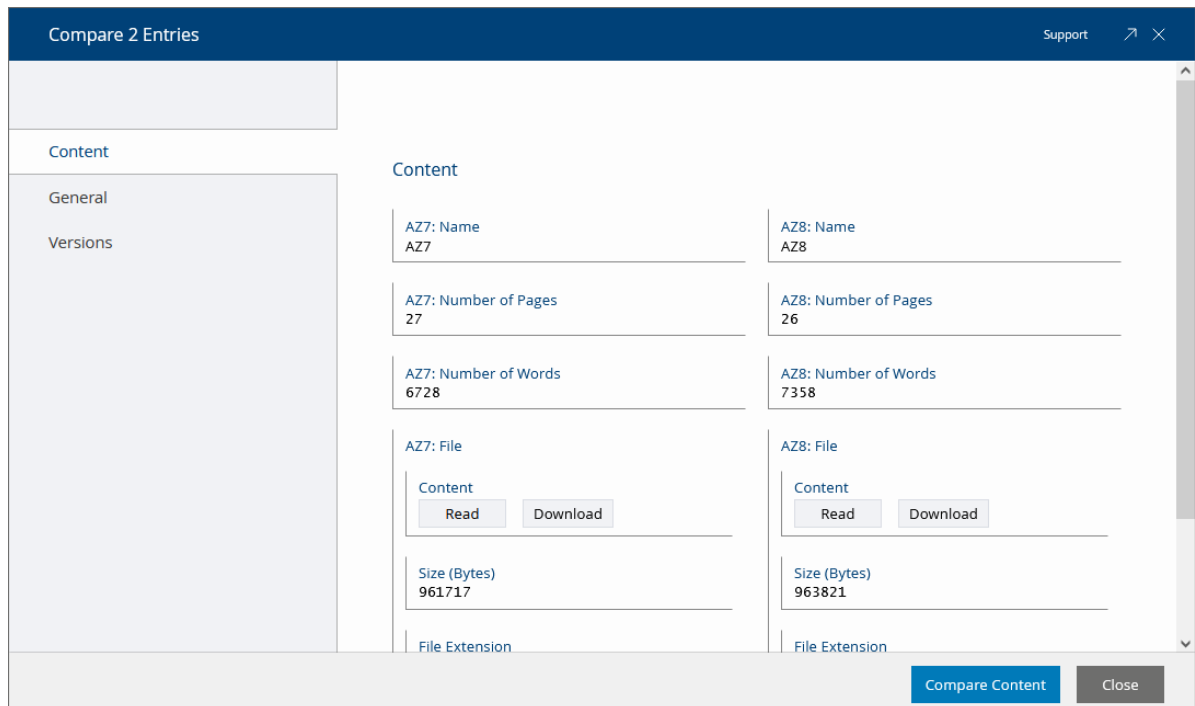 Compare 2 Entries
Support
Content
General
Versions
Content
AZ7: Name
AZ7
AZ8: Name
AZ8
AZ7: Number of Pages
27
AZ8: Number of Pages
26
AZ7: Number of Words
6728
AZ8: Number of Words
7358
AZ7: File
Content
Read Download
Size (Bytes)
961717
File Extension
AZ8: File
Content
Read Download
Size (Bytes)
963821
File Extension
Compare Content
Close